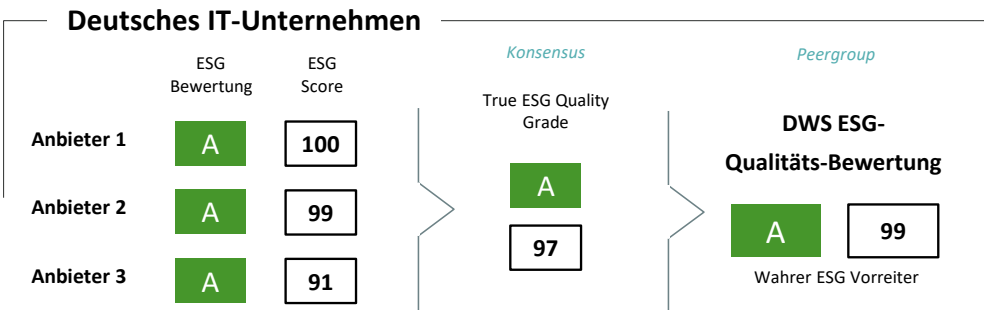 Deutsches IT-Unternehmen
ESG
Bewertung
ESG
Score
Anbieter 1
A
100
Anbieter 2
A
99
Anbieter 3
A
91
Konsensus
True ESG Quality
Grade
A
97
Peergroup
DWS ESG-
Qualitäts-Bewertung
A
99
Wahrer ESG Vorreiter